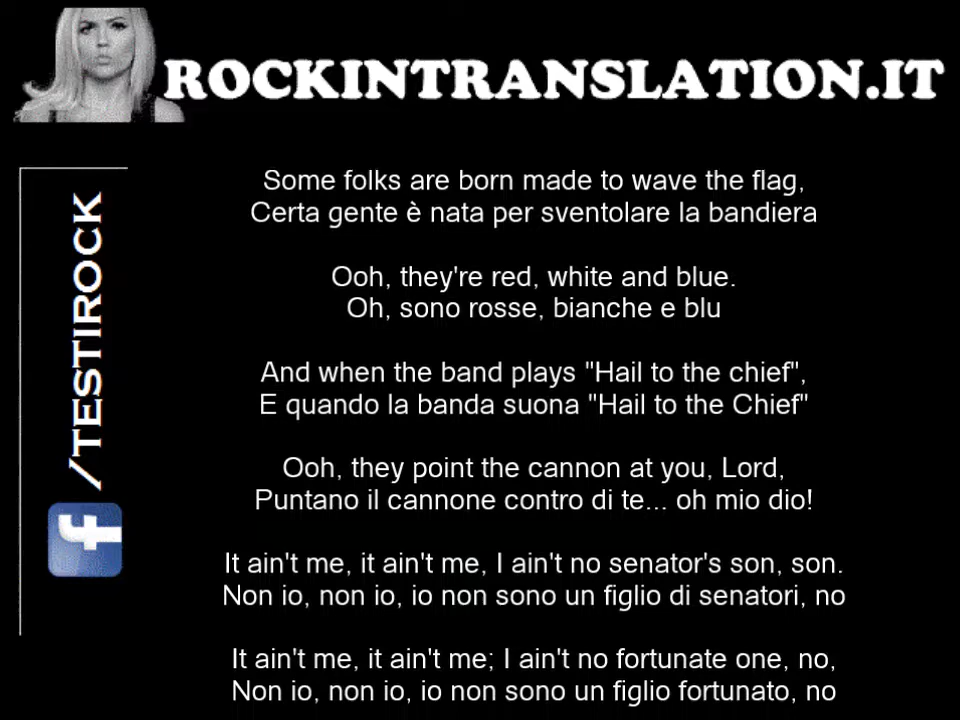 ROCKINTRANSLATION.IT
/TESTIROCK
f
Some folks are born made to wave the flag,
Certa gente è nata per sventolare la bandiera
Ooh, they're red, white and blue.
Oh, sono rosse, bianche e blu
And when the band plays "Hail to the chief",
E quando la banda suona "Hail to the Chief"
Ooh, they point the cannon at you, Lord,
Puntano il cannone contro di te... oh mio dio!
It ain't me, it ain't me, I ain't no senator's son, son.
Non io, non io, io non sono un figlio di senatori, no
It ain't me, it ain't me; I ain't no fortunate one, no,
Non io, non io, io non sono un figlio fortunato, no